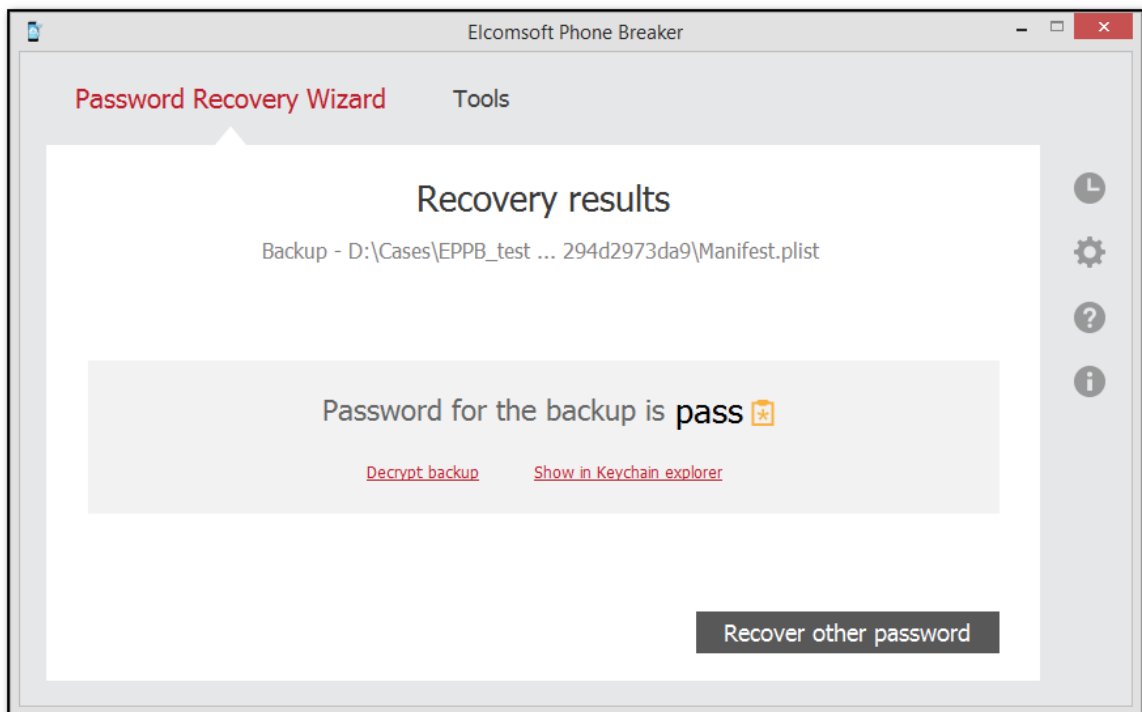 Elcomsoft Phone Breaker
Password Recovery Wizard Tools
Recovery results
Backup - D:\Cases\EPPB_test ... 294d2973da9\Manifest.plist
Password for the backup is pass
Decrypt backup Show in Keychain explorer
Recover other password